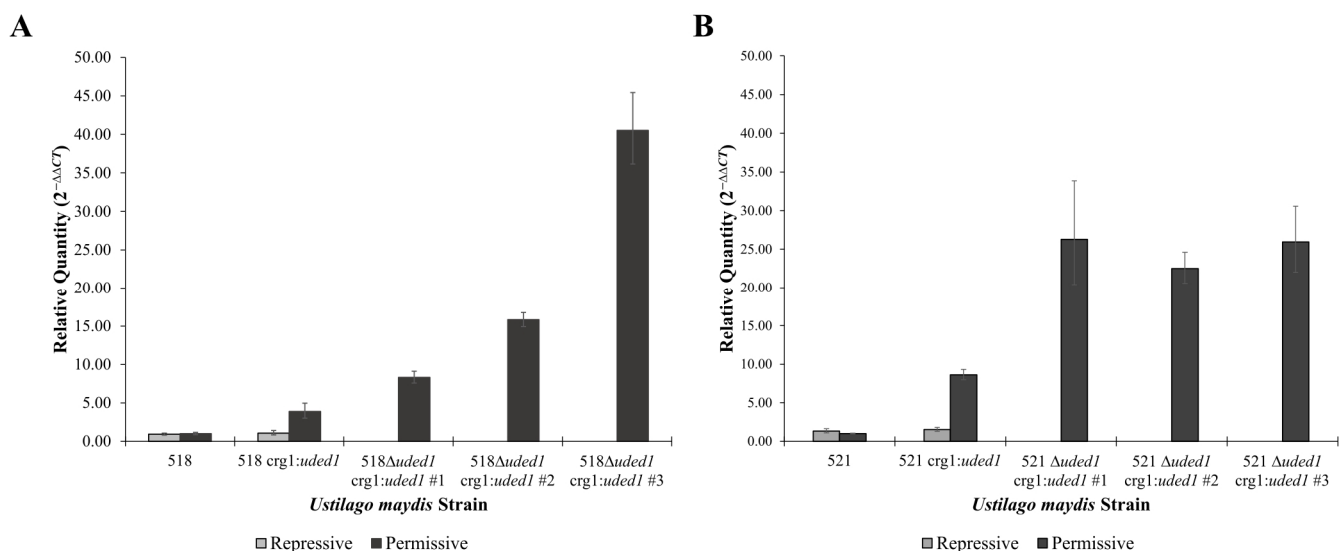 A
Relative Quantity (2^−ΔΔCT)
50.00
45.00
40.00
35.00
30.00
25.00
20.00
15.00
10.00
5.00
0.00
518
518 crg1:uded1
518Δuded1
crg1:uded1 #1
518Δuded1
crg1:uded1 #2
518Δuded1
crg1:uded1 #3
Ustilago maydis Strain
Repressive Permissive
B
Relative Quantity (2^−ΔΔCT)
50.00
45.00
40.00
35.00
30.00
25.00
20.00
15.00
10.00
5.00
0.00
521
521 crg1:uded1
521 Δuded1
crg1:uded1 #1
521 Δuded1
crg1:uded1 #2
521 Δuded1
crg1:uded1 #3
Ustilago maydis Strain
Repressive Permissive